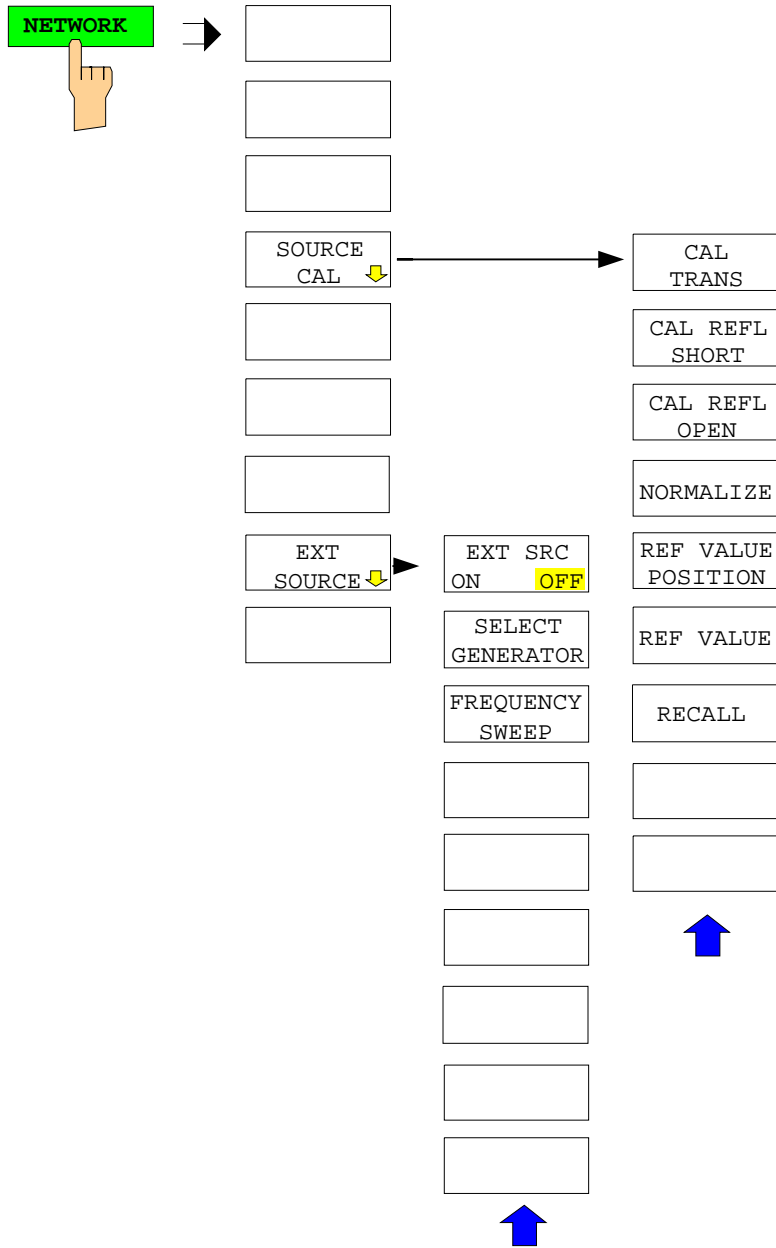 NETWORK
SOURCE
CAL
CAL
TRANS
CAL REFL
SHORT
CAL REFL
OPEN
NORMALIZE
EXT
SOURCE
EXT SRC
ON OFF
REF VALUE
POSITION
SELECT
GENERATOR
REF VALUE
FREQUENCY
SWEEP
RECALL